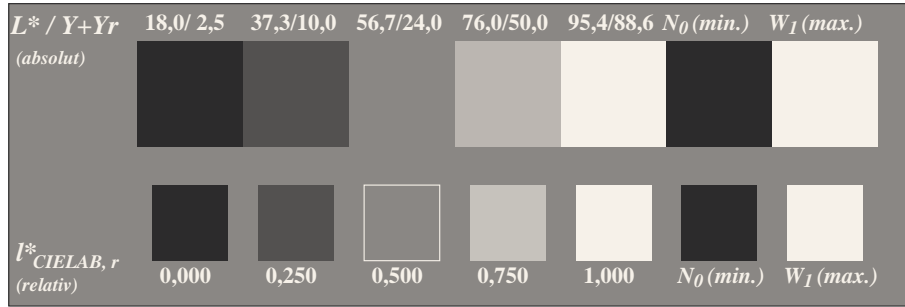 L* / Y+Yr 18,0/ 2,5 37,3/10,0 56,7/24,0 76,0/50,0 95,4/88,6 N0 (min.) W1 (max.)
(absolut)
l*CIELAB, r
(relativ) 0,000 0,250 0,500 0,750 1,000 N0 (min.) W1 (max.)